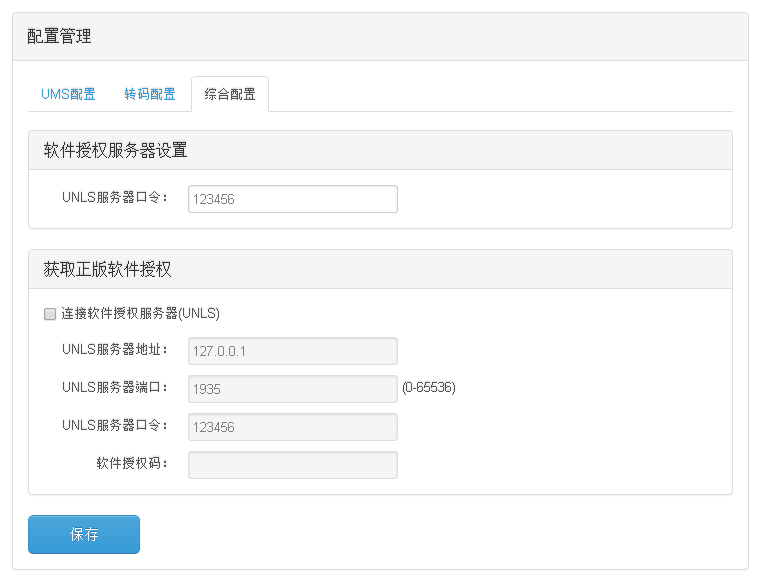 配置管理
UMS配置 转码配置 综合配置
软件授权服务器设置
UNLS服务器口令： 123456
获取正版软件授权
连接软件授权服务器(UNLS)
UNLS服务器地址： 127.0.0.1
UNLS服务器端口： 1935 (0-65536)
UNLS服务器口令： 123456
软件授权码：
保存